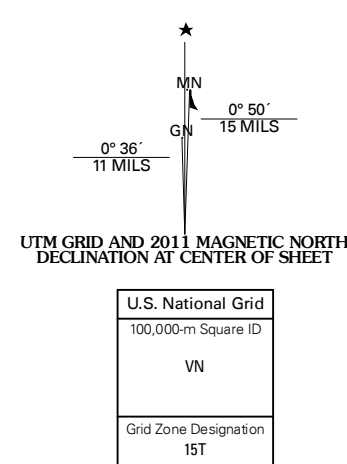 ★
MN
0° 50´
15 MILS
GN
0° 36´
11 MILS
UTM GRID AND 2011 MAGNETIC NORTH
DECLINATION AT CENTER OF SHEET
U.S. National Grid
100,000-m Square ID
VN
Grid Zone Designation
15T